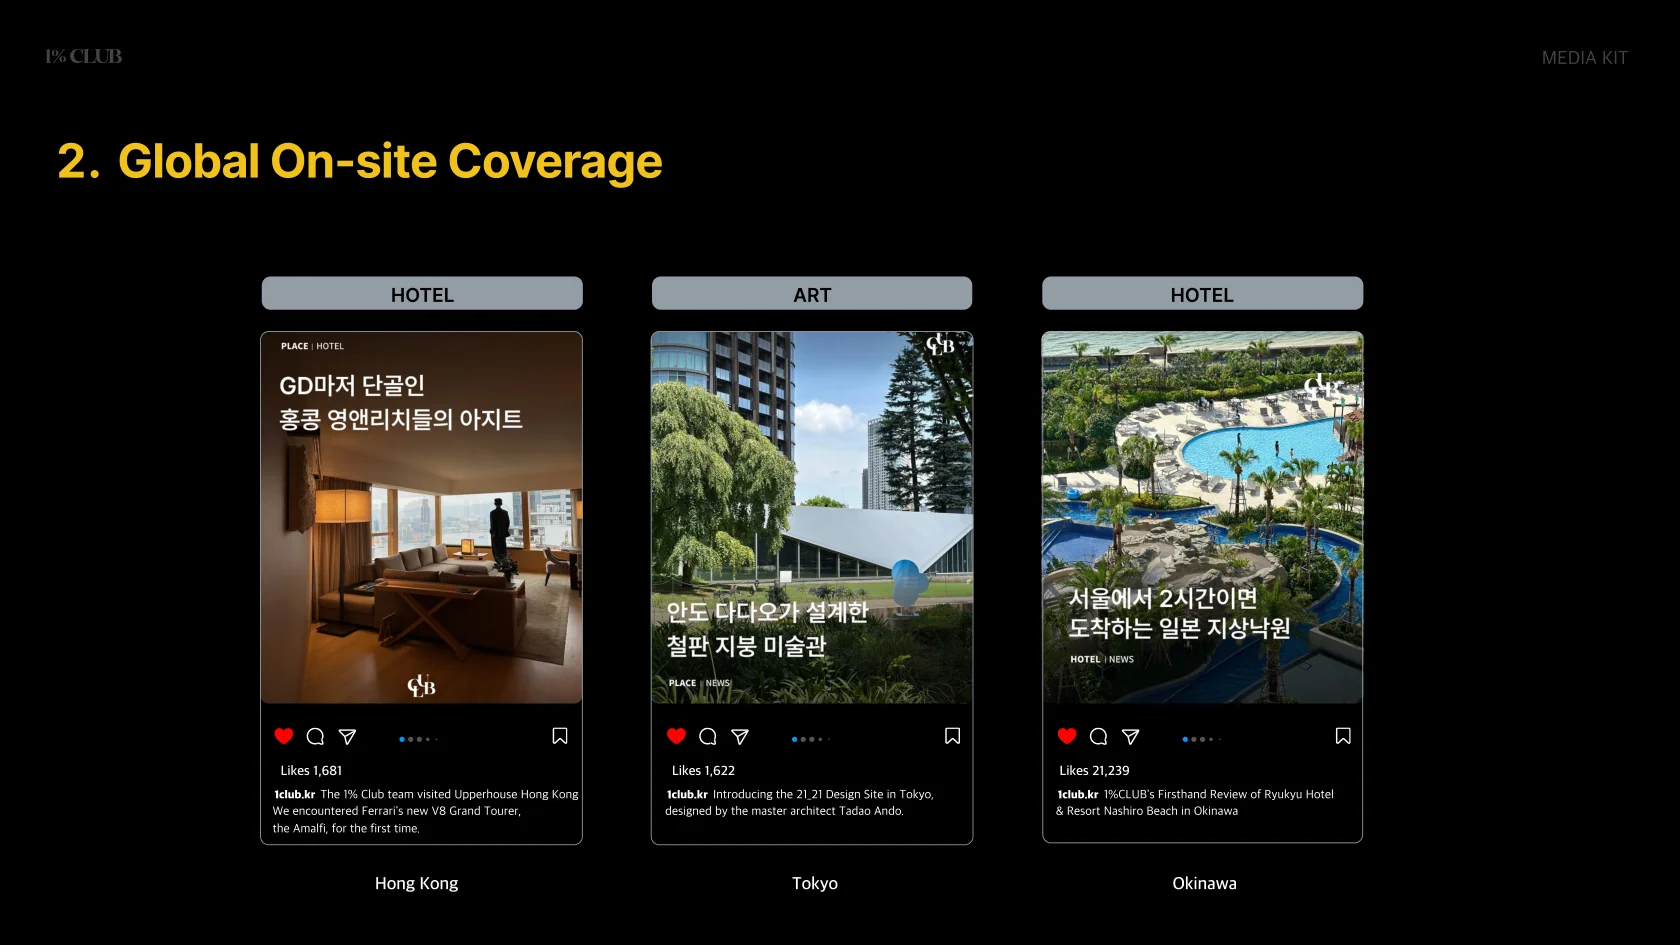 1% CLUB
MEDIA KIT
2. Global On-site Coverage
HOTEL
PLACE | HOTEL
GD마저 단골인
홍콩 영앤리치들의 아지트
CLUB
Likes 1,681
1club.kr The 1% Club team visited Upperhouse Hong Kong
We encountered Ferrari's new V8 Grand Tourer,
the Amalfi, for the first time.
Hong Kong
ART
CLUB
안도 다다오가 설계한
철판 지붕 미술관
PLACE | NEWS
Likes 1,622
1club.kr Introducing the 21_21 Design Site in Tokyo,
designed by the master architect Tadao Ando.
Tokyo
HOTEL
CLUB
서울에서 2시간이면
도착하는 일본 지상낙원
HOTEL | NEWS
Likes 21,239
1club.kr 1%CLUB's Firsthand Review of Ryukyu Hotel
& Resort Nashiro Beach in Okinawa
Okinawa